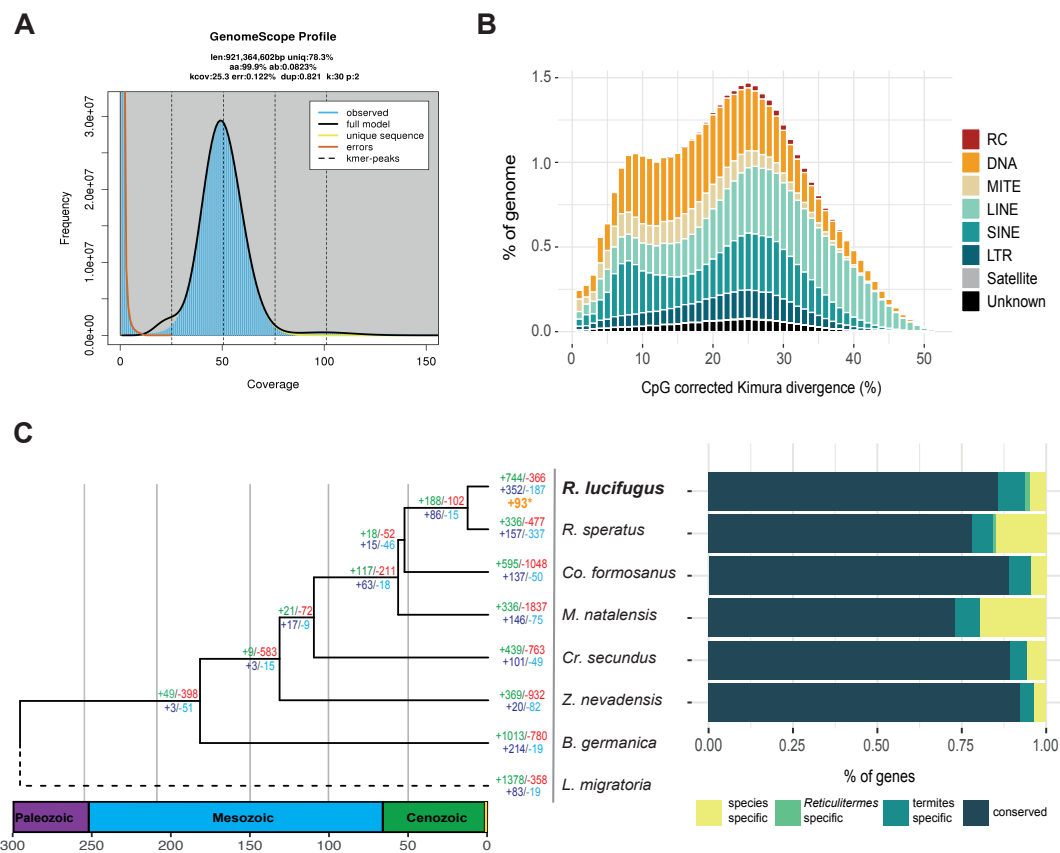 A
GenomeScope Profile
len:921,364,602bp uniq:78.3%
aa:99.9% ab:0.0823%
kcov:25.3 err:0.122% dup:0.821 k:30 p:2
observed
full model
unique sequence
errors
kmer-peaks
Frequency
0.0e+00
1.0e+07
2.0e+07
3.0e+07
0
50
100
150
Coverage
B
% of genome
1.5
1.0
0.5
0.0
0
10
20
30
40
50
CpG corrected Kimura divergence (%)
RC
DNA
MITE
LINE
SINE
LTR
Satellite
Unknown
C
+744/-366
+352/-187
+93*
R. lucifugus
+188/-102
+86/-15
+336/-477
+157/-337
R. speratus
+18/-52
+15/-46
+595/-1048
+137/-50
Co. formosanus
+117/-211
+63/-18
+336/-1837
+146/-75
M. natalensis
+21/-72
+17/-9
+439/-763
+101/-49
Cr. secundus
+9/-583
+3/-15
+369/-932
+20/-82
Z. nevadensis
+49/-398
+3/-51
+1013/-780
+214/-19
B. germanica
+1378/-358
+83/-19
L. migratoria
Paleozoic
Mesozoic
Cenozoic
300
250
200
150
100
50
0
0.00
0.25
0.50
0.75
1.00
% of genes
species
specific
Reticulitermes
specific
termites
specific
conserved